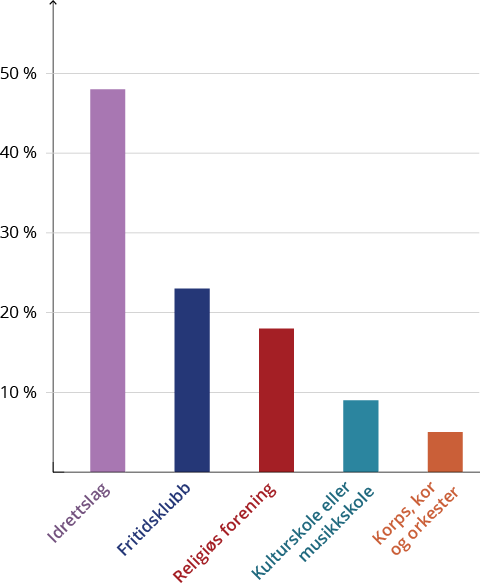 50 %
40 %
30 %
20 %
10 %
Idrettslag
Fritidsklubb
Religiøs forening
Kulturskole eller
musikkskole
Korps, kor
og orkester